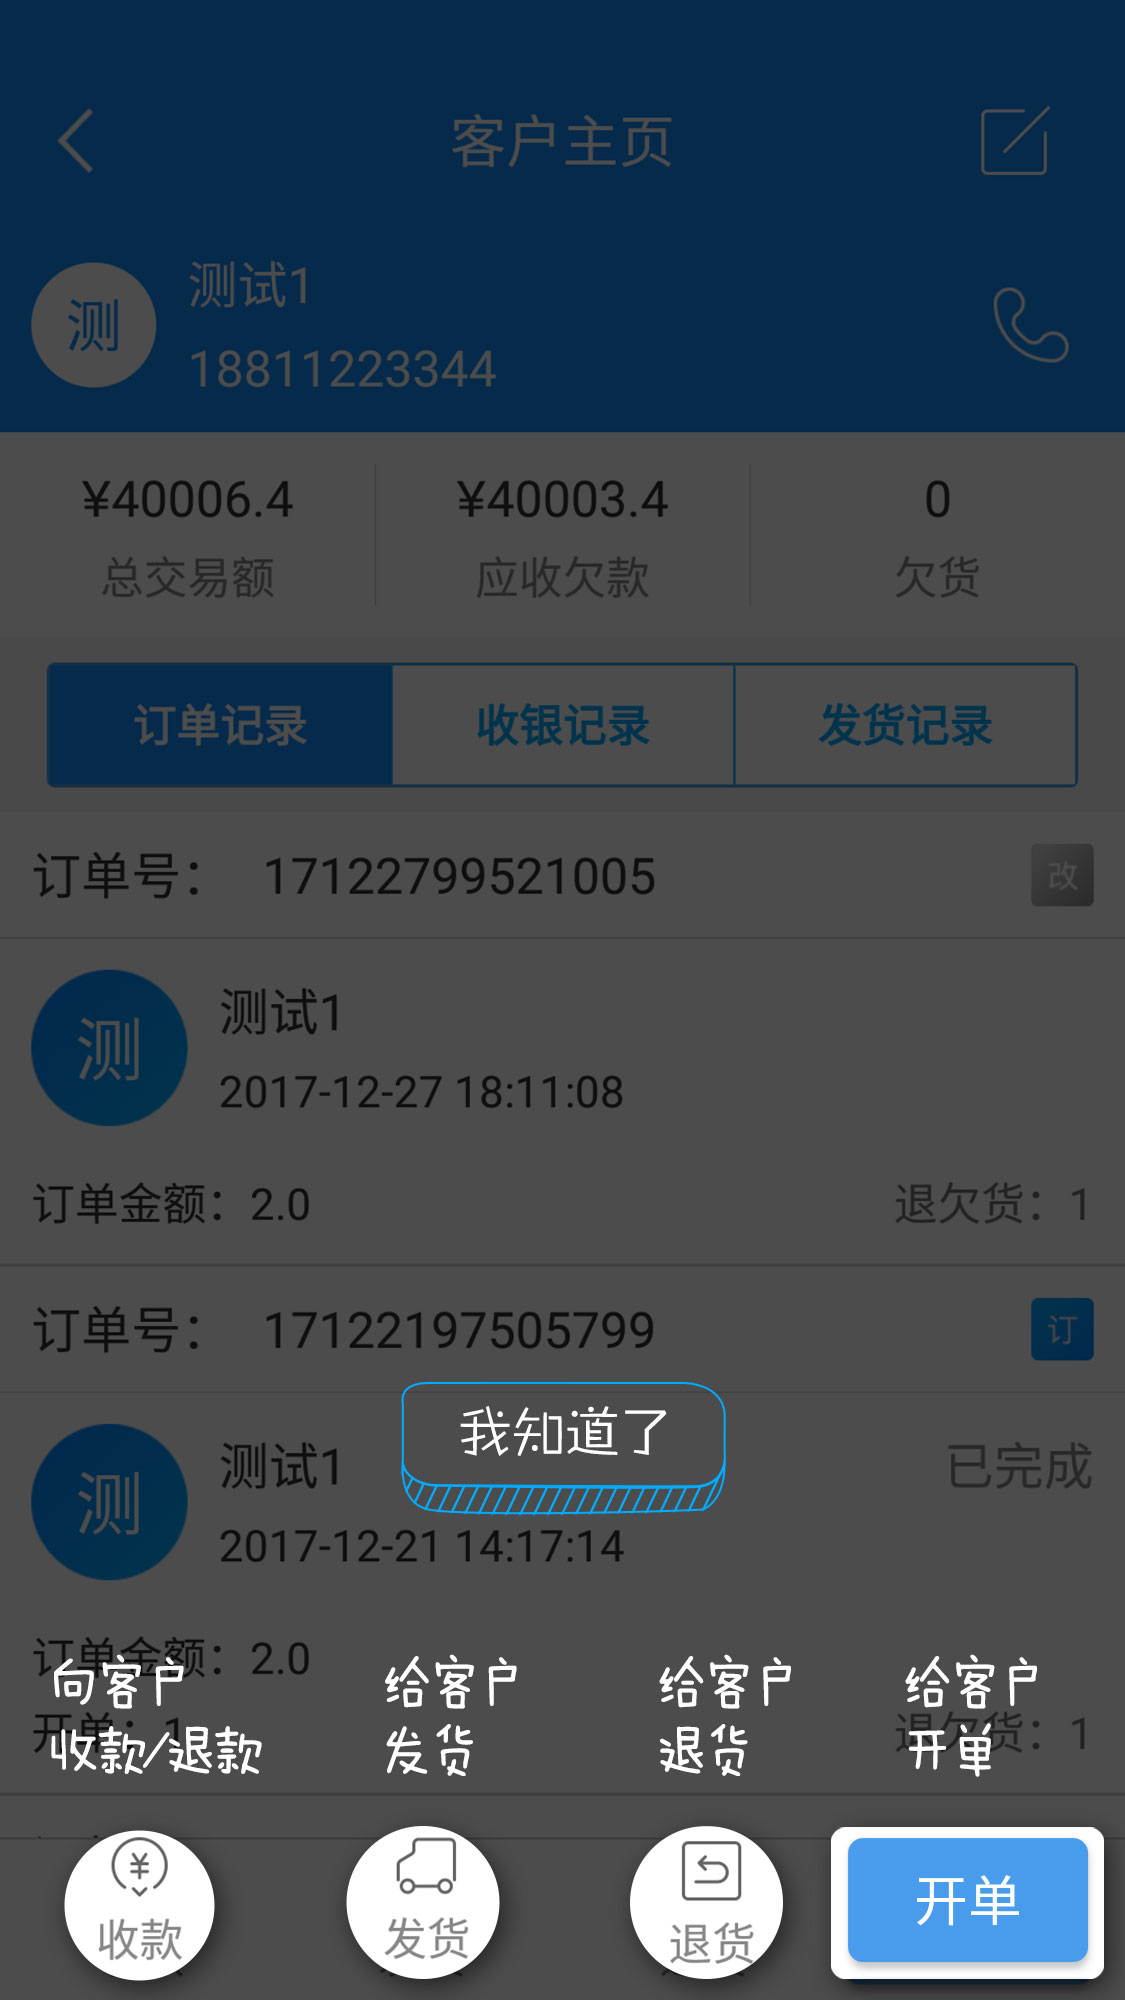 客户主页
测
测试1
18811223344
¥40006.4 ¥40003.4 0
总交易额 应收欠款 欠货
订单记录 收银记录 发货记录
订单号： 17122799521005 改
测
测试1
2017-12-27 18:11:08
订单金额：2.0 退欠货：1
订单号： 17122197505799 订
我知道了
测
测试1 已完成
2017-12-21 14:17:14
订单金额：2.0
开单：1 退欠货：1
向客户 给客户 给客户 给客户
收款/退款 发货 退货 开单
收款 发货 退货 开单